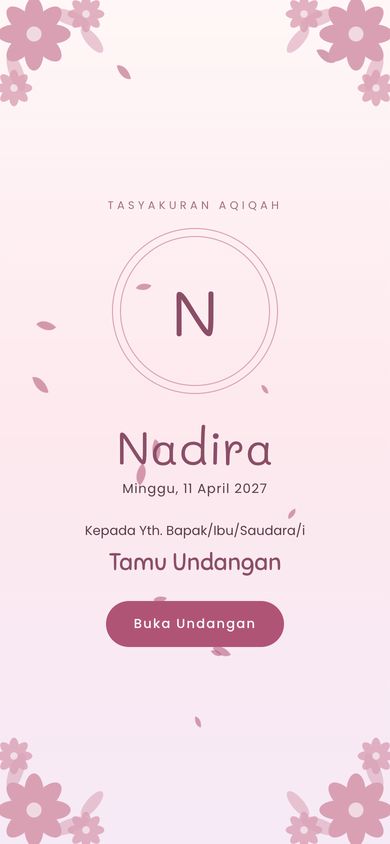 TASYAKURAN AQIQAH
N
Nadira
Minggu, 11 April 2027
Kepada Yth. Bapak/Ibu/Saudara/i
Tamu Undangan
Buka Undangan